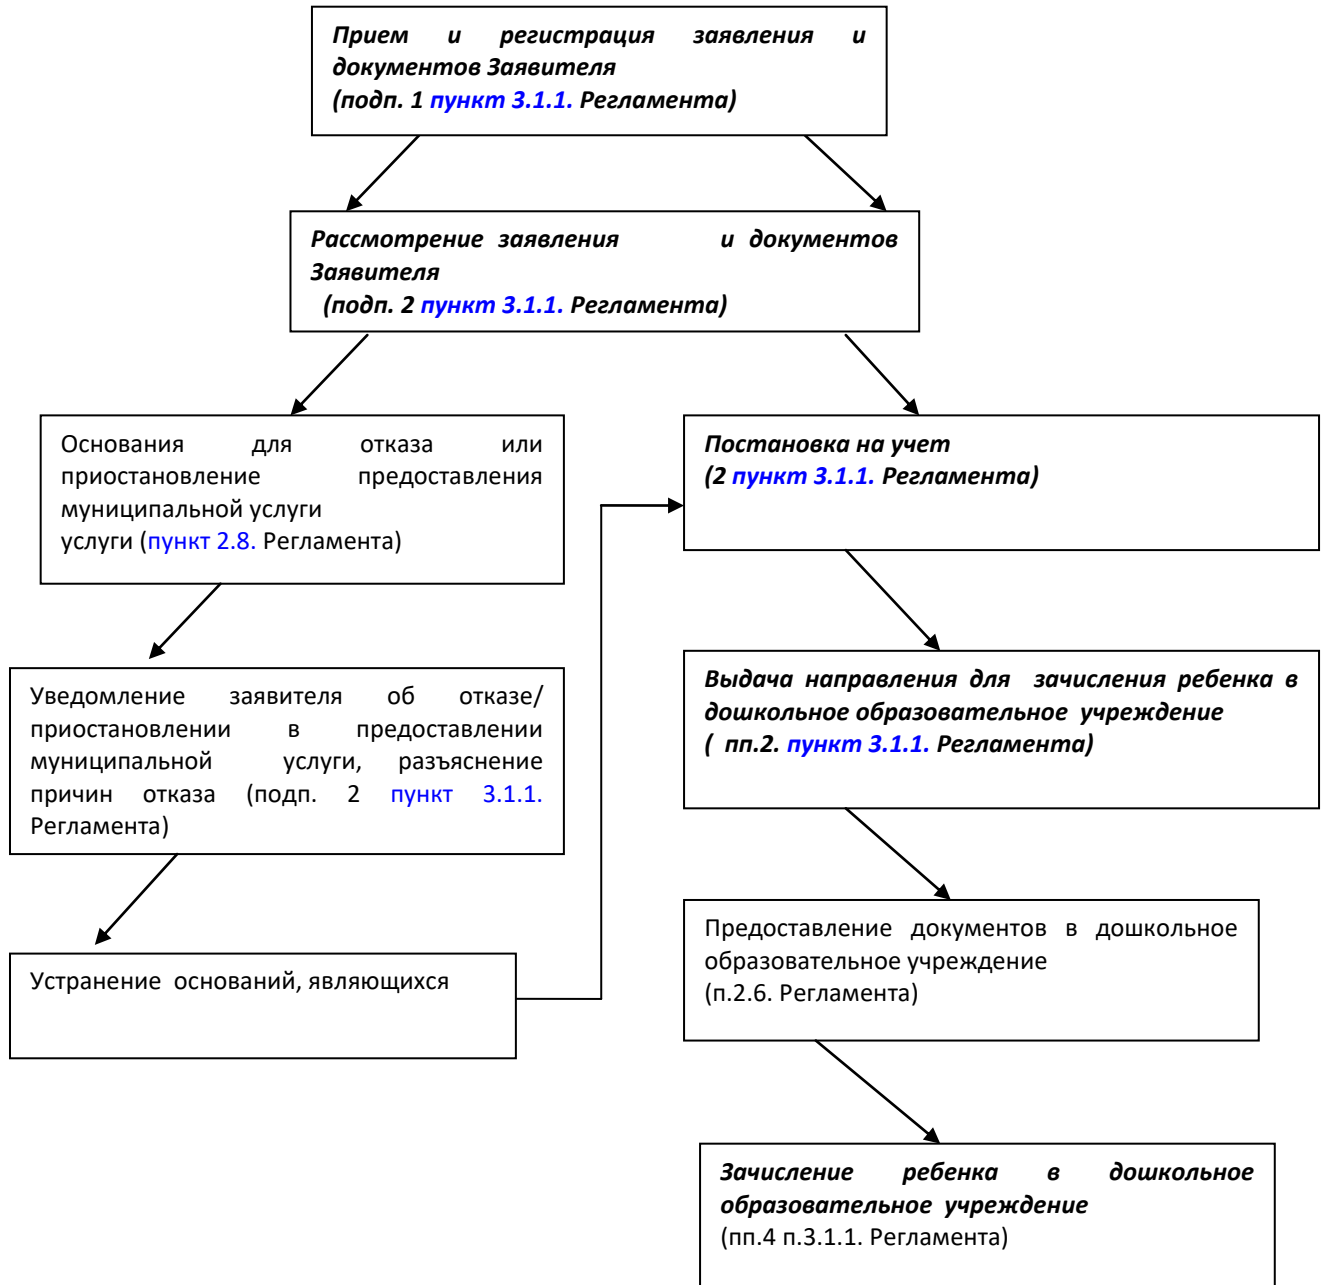 Прием и регистрация заявления и
документов Заявителя
(подп. 1 пункт 3.1.1. Регламента)
Рассмотрение заявления и документов
Заявителя
(подп. 2 пункт 3.1.1. Регламента)
Основания для отказа или
приостановление предоставления
муниципальной услуги
услуги (пункт 2.8. Регламента)
Постановка на учет
(2 пункт 3.1.1. Регламента)
Уведомление заявителя об отказе/
приостановлении в предоставлении
муниципальной услуги, разъяснение
причин отказа (подп. 2 пункт 3.1.1.
Регламента)
Выдача направления для зачисления ребенка в
дошкольное образовательное учреждение
( пп.2. пункт 3.1.1. Регламента)
Устранение оснований, являющихся
Предоставление документов в дошкольное
образовательное учреждение
(п.2.6. Регламента)
Зачисление ребенка в дошкольное
образовательное учреждение
(пп.4 п.3.1.1. Регламента)